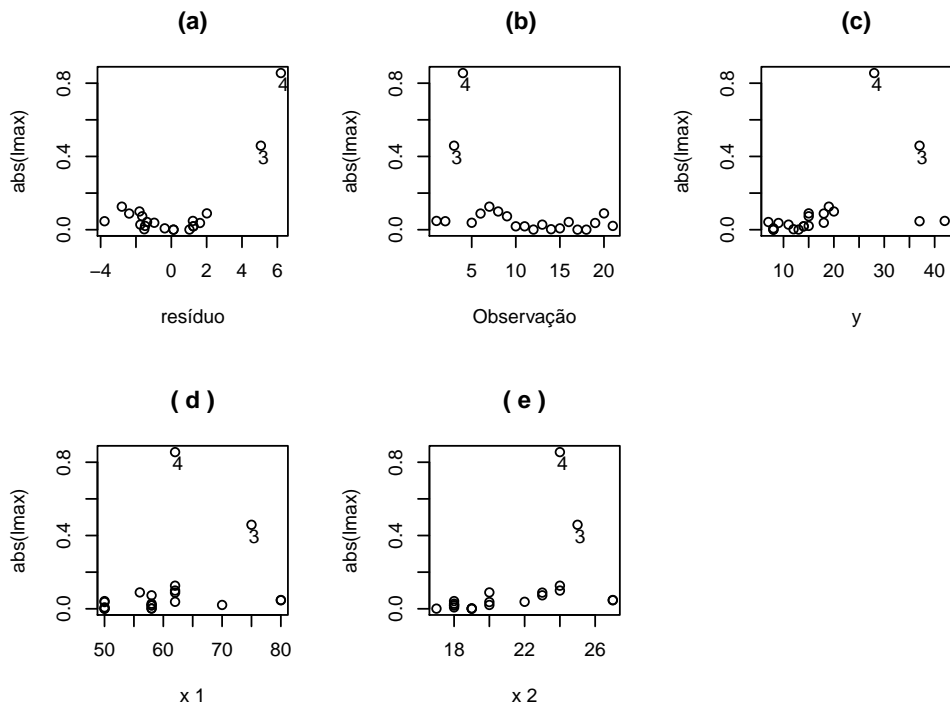 (a)
abs(lmax)
0.0 0.4 0.8
4
3
−4 −2 0 2 4 6
resíduo
(b)
abs(lmax)
0.0 0.4 0.8
4
3
5 10 15 20
Observação
(c)
abs(lmax)
0.0 0.4 0.8
4
3
10 20 30 40
y
( d )
abs(lmax)
0.0 0.4 0.8
4
3
50 60 70 80
x 1
( e )
abs(lmax)
0.0 0.4 0.8
4
3
18 22 26
x 2